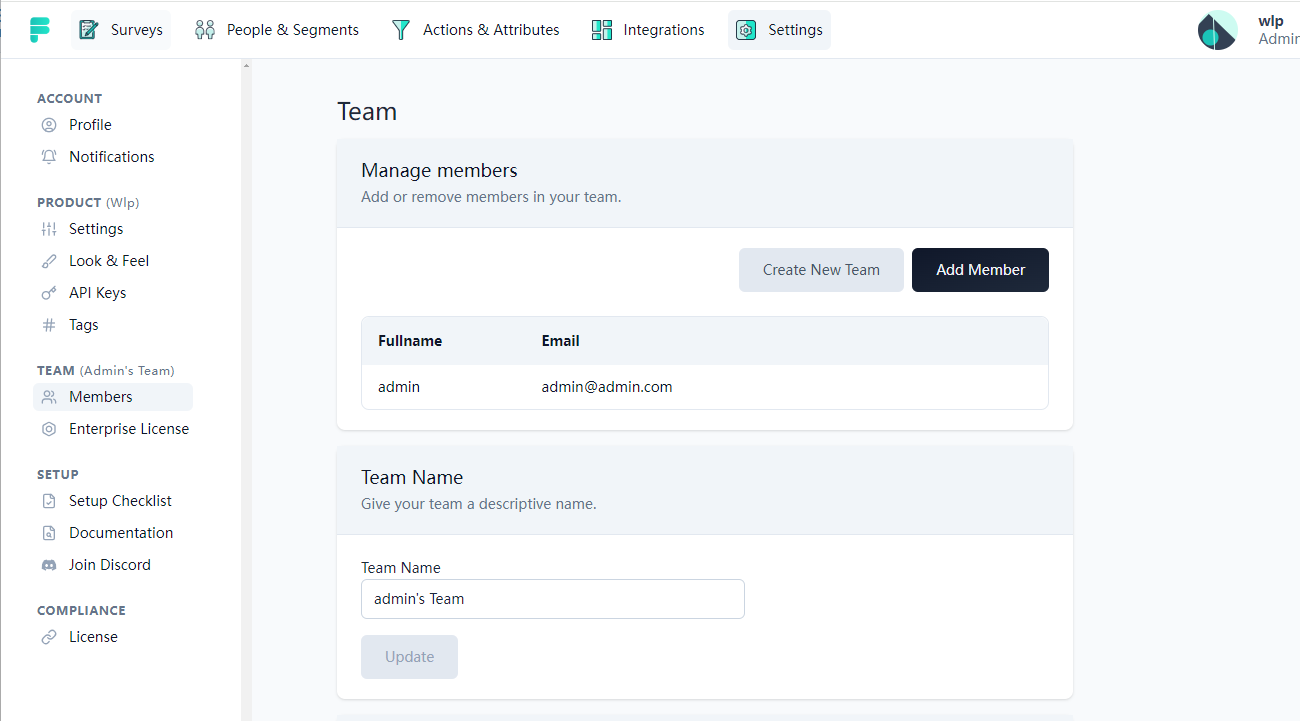 Surveys
People & Segments
Actions & Attributes
Integrations
Settings
wlp
ACCOUNT
Profile
Notifications
PRODUCT (Wlp)
Settings
Look & Feel
API Keys
Tags
TEAM (Admin's Team)
Members
Enterprise License
SETUP
Setup Checklist
Documentation
Join Discord
COMPLIANCE
License
Team
Manage members
Add or remove members in your team.
Create New Team
Add Member
Fullname Email
admin admin@admin.com
Team Name
Give your team a descriptive name.
Team Name
admin's Team
Update